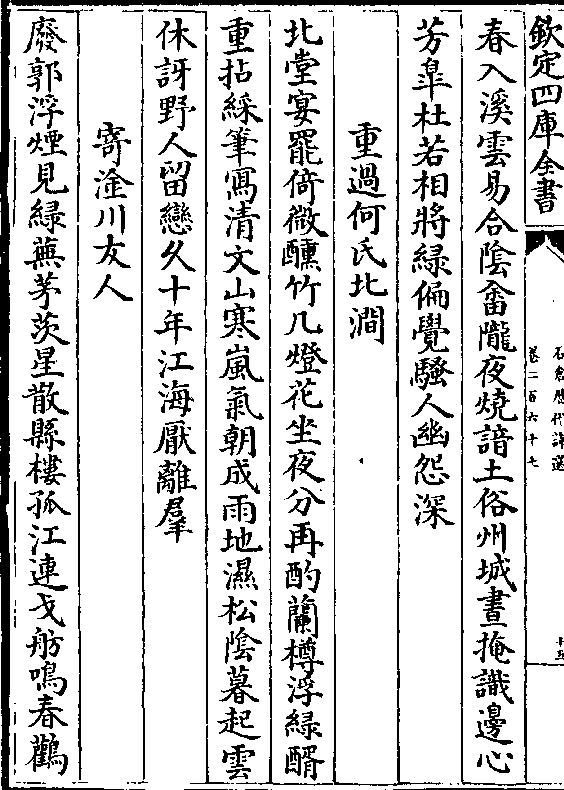 欽定四庫全書
石倉歷代詩選
卷二百六十七
春入溪雲易合陰畬隴夜燒諳土俗州城晝掩識邊心
芳臯杜若相將緑偏覺騷人幽怨深
重過何氏北澗
北堂宴罷倚微醺竹几燈花坐夜分再酌蘭樽浮緑醑
重拈綵筆寫清文山寒嵐氣朝成雨地濕松陰暮起雲
休訝野人留戀久十年江海厭離羣
寄淦川友人
廢郭浮煙見緑蕪茅茨星散縣樓孤江連戈舫鳴春鸛